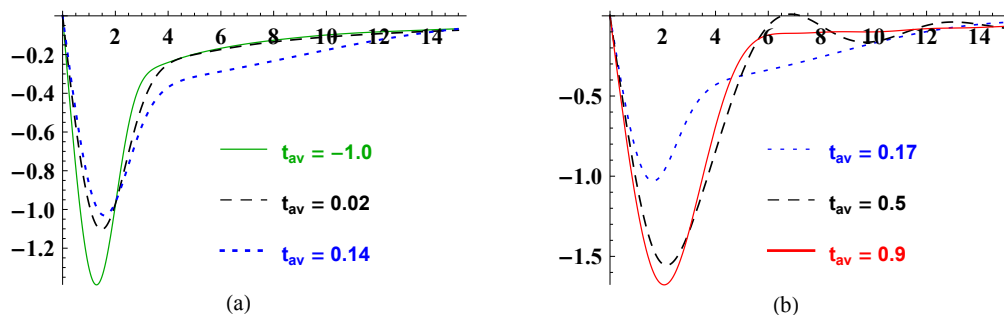 2 4 6 8 10 12 14
−0.2
−0.4
−0.6
−0.8
−1.0
−1.2
t_av = −1.0
t_av = 0.02
t_av = 0.14
(a)
2 4 6 8 10 12 14
−0.5
−1.0
−1.5
t_av = 0.17
t_av = 0.5
t_av = 0.9
(b)